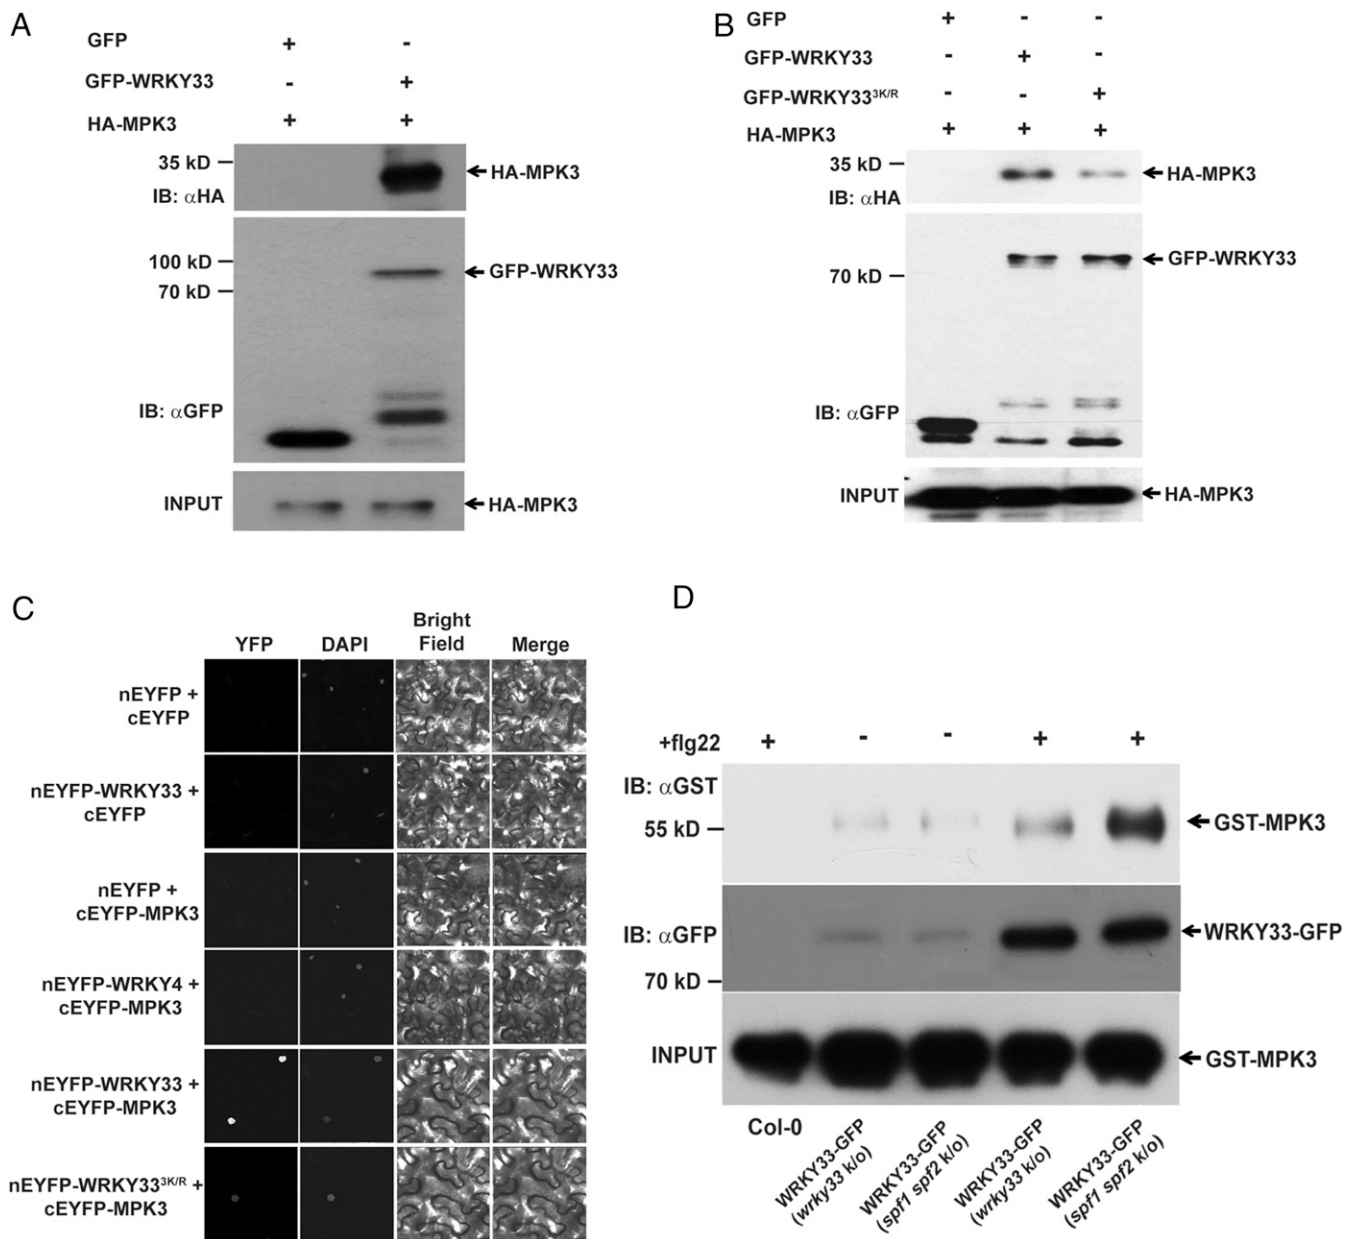 A
GFP + -
GFP-WRKY33 - +
HA-MPK3 + +
35 kD
IB: αHA
HA-MPK3
100 kD
GFP-WRKY33
70 kD
IB: αGFP
INPUT
HA-MPK3
B
GFP + - -
GFP-WRKY33 - + -
GFP-WRKY33³ᴷ/ᴿ - - +
HA-MPK3 + + +
35 kD
HA-MPK3
IB: αHA
GFP-WRKY33
70 kD
IB: αGFP
INPUT
HA-MPK3
C
YFP DAPI Bright Field Merge
nEYFP +
cEYFP
nEYFP-WRKY33 +
cEYFP
nEYFP +
cEYFP-MPK3
nEYFP-WRKY4 +
cEYFP-MPK3
nEYFP-WRKY33 +
cEYFP-MPK3
nEYFP-WRKY33³ᴷ/ᴿ +
cEYFP-MPK3
D
+flg22 + - - + +
IB: αGST
55 kD
GST-MPK3
IB: αGFP
WRKY33-GFP
70 kD
INPUT
GST-MPK3
Col-0
WRKY33-GFP
(wrky33 k/o)
WRKY33-GFP
(spf1 spf2 k/o)
WRKY33-GFP
(wrky33 k/o)
WRKY33-GFP
(spf1 spf2 k/o)